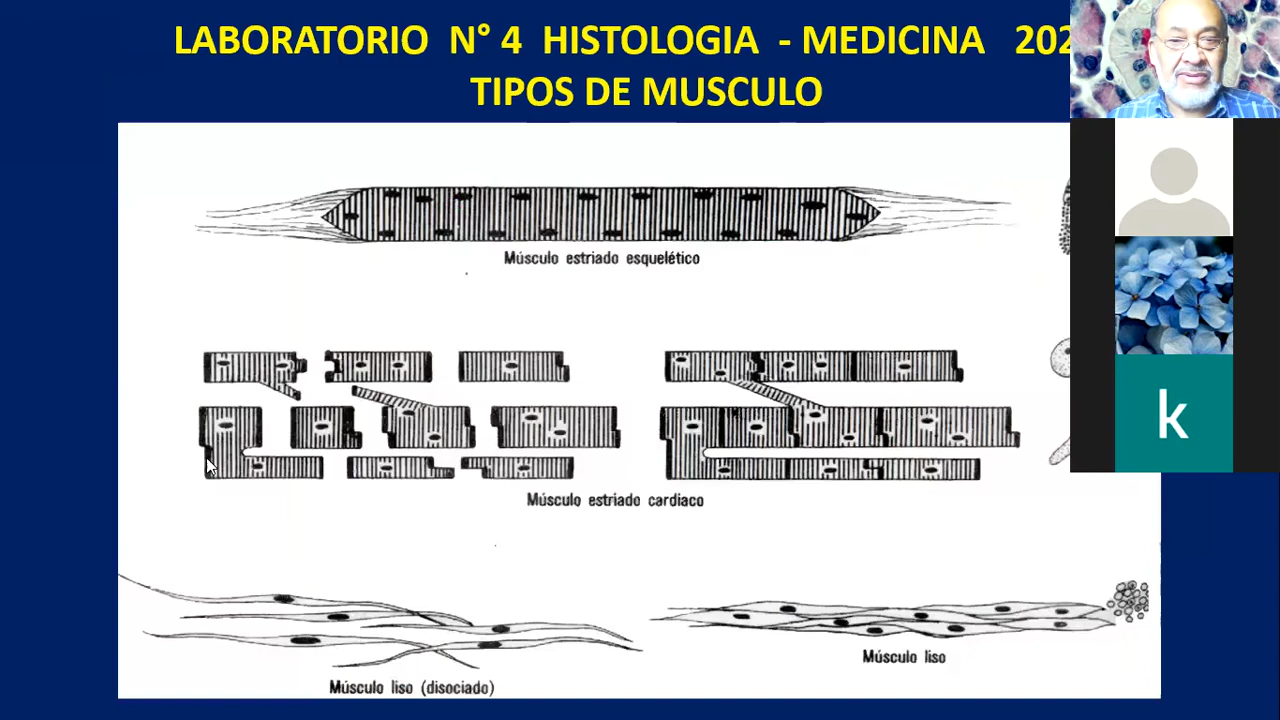 LABORATORIO N° 4 HISTOLOGIA - MEDICINA 202
TIPOS DE MUSCULO
Músculo estriado esquelético
Músculo estriado cardiaco
Músculo liso
Músculo liso (disociado)
k